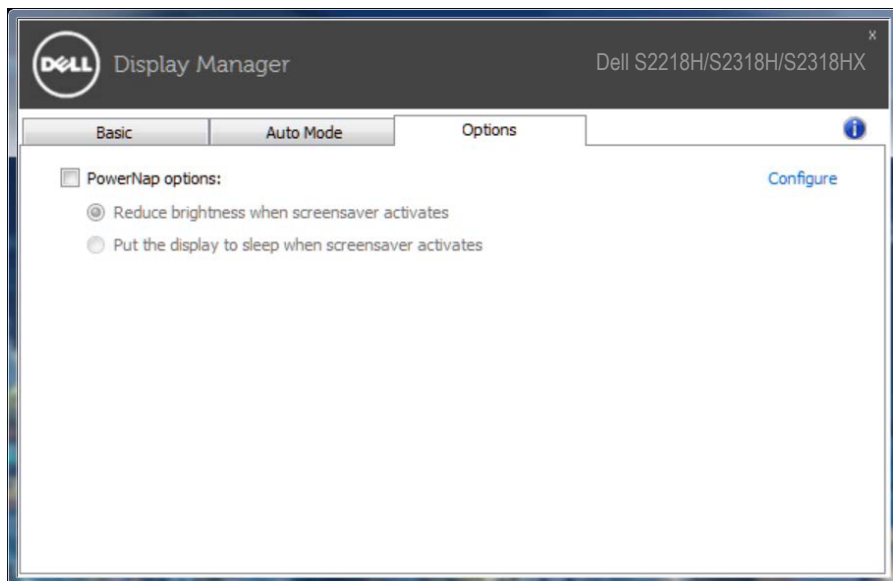 DELL Display Manager Dell S2218H/S2318H/S2318HX
x
Basic Auto Mode Options
PowerNap options: Configure
Reduce brightness when screensaver activates
Put the display to sleep when screensaver activates